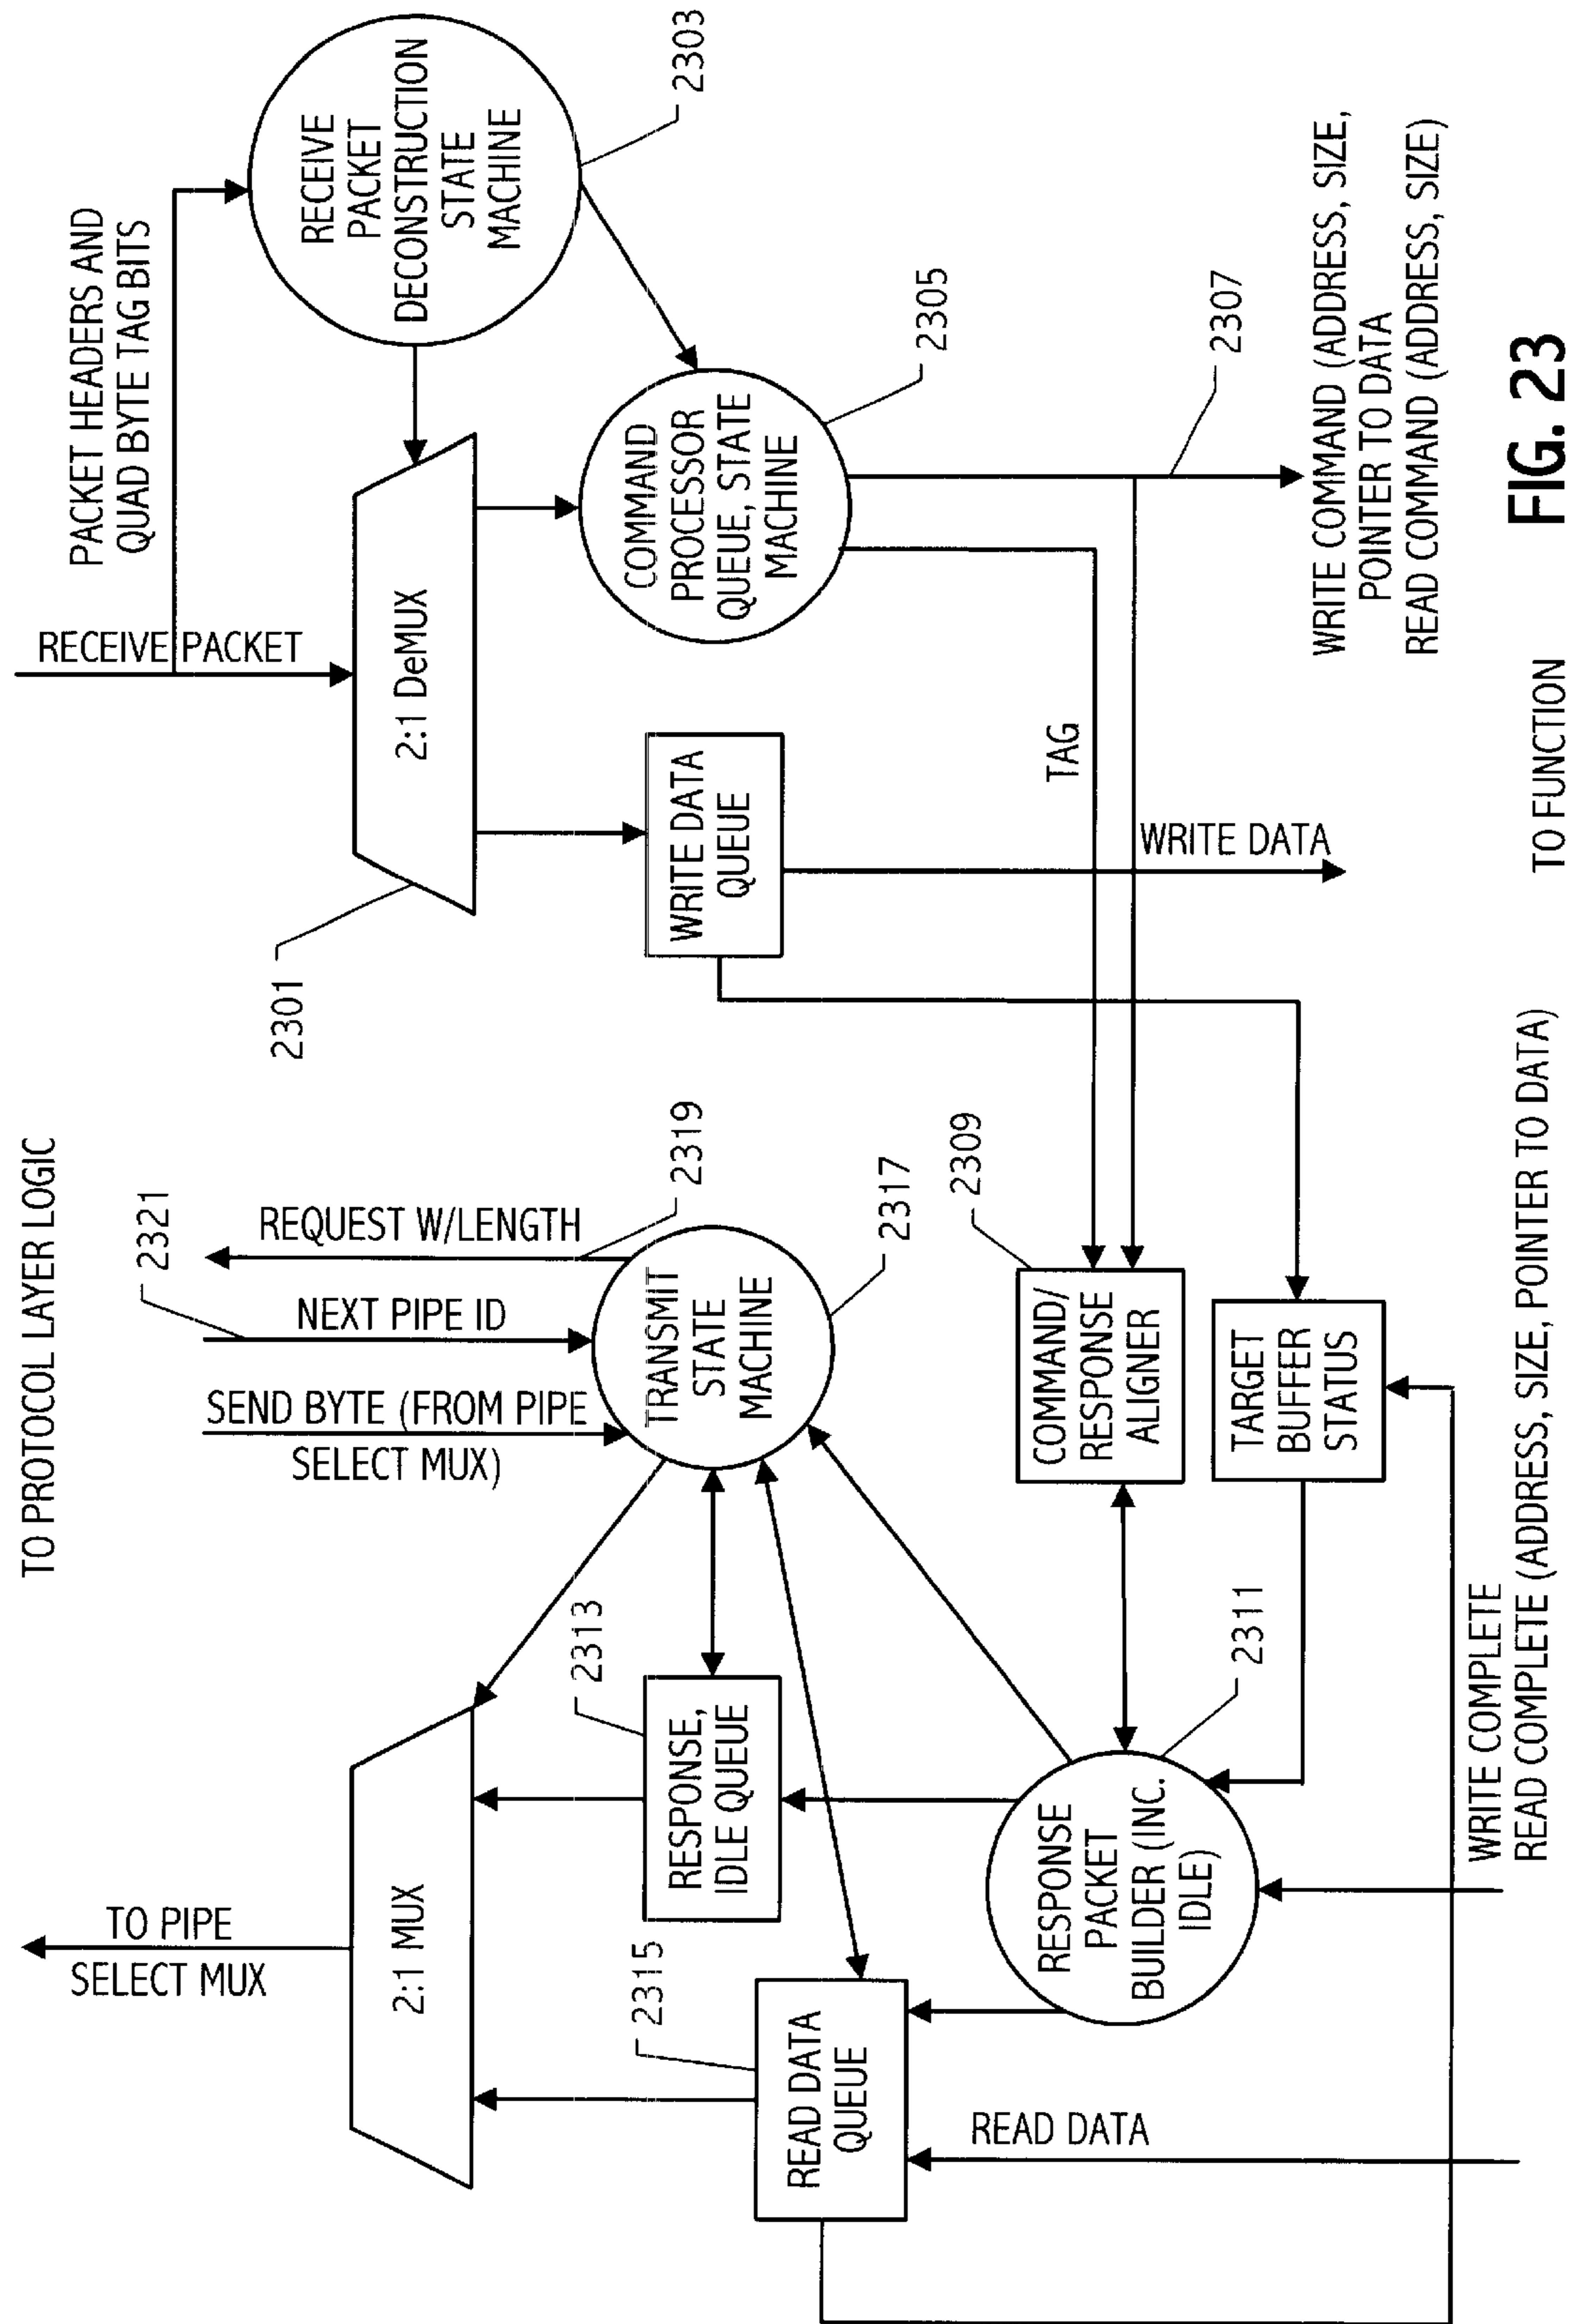 TO PROTOCOL LAYER LOGIC
TO PIPE
SELECT MUX
2:1 MUX
SEND BYTE (FROM PIPE
SELECT MUX)
NEXT PIPE ID
2321
REQUEST W/LENGTH
2319
TRANSMIT
STATE
MACHINE
2317
2313
RESPONSE,
IDLE QUEUE
2315
READ DATA
QUEUE
READ DATA
RESPONSE
PACKET
BUILDER (INC.
IDLE)
2311
COMMAND/
RESPONSE
ALIGNER
2309
TARGET
BUFFER
STATUS
WRITE COMPLETE
READ COMPLETE (ADDRESS, SIZE, POINTER TO DATA)
RECEIVE PACKET
PACKET HEADERS AND
QUAD BYTE TAG BITS
2301
2:1 DeMUX
RECEIVE
PACKET
DECONSTRUCTION
STATE
MACHINE
2303
WRITE DATA
QUEUE
COMMAND
PROCESSOR
QUEUE, STATE
MACHINE
2305
TAG
WRITE DATA
2307
WRITE COMMAND (ADDRESS, SIZE,
POINTER TO DATA
READ COMMAND (ADDRESS, SIZE)
TO FUNCTION
FIG. 23